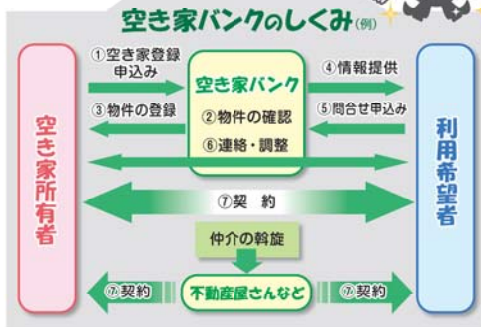 空き家バンクのしくみ(例)
①空き家登録
申込み
空き家バンク
④情報提供
③物件の登録
②物件の確認
⑤問合せ申込み
⑥連絡・調整
空き家所有者
利用希望者
⑦契 約
仲介の斡旋
⑦契約
不動産屋さんなど
⑦契約